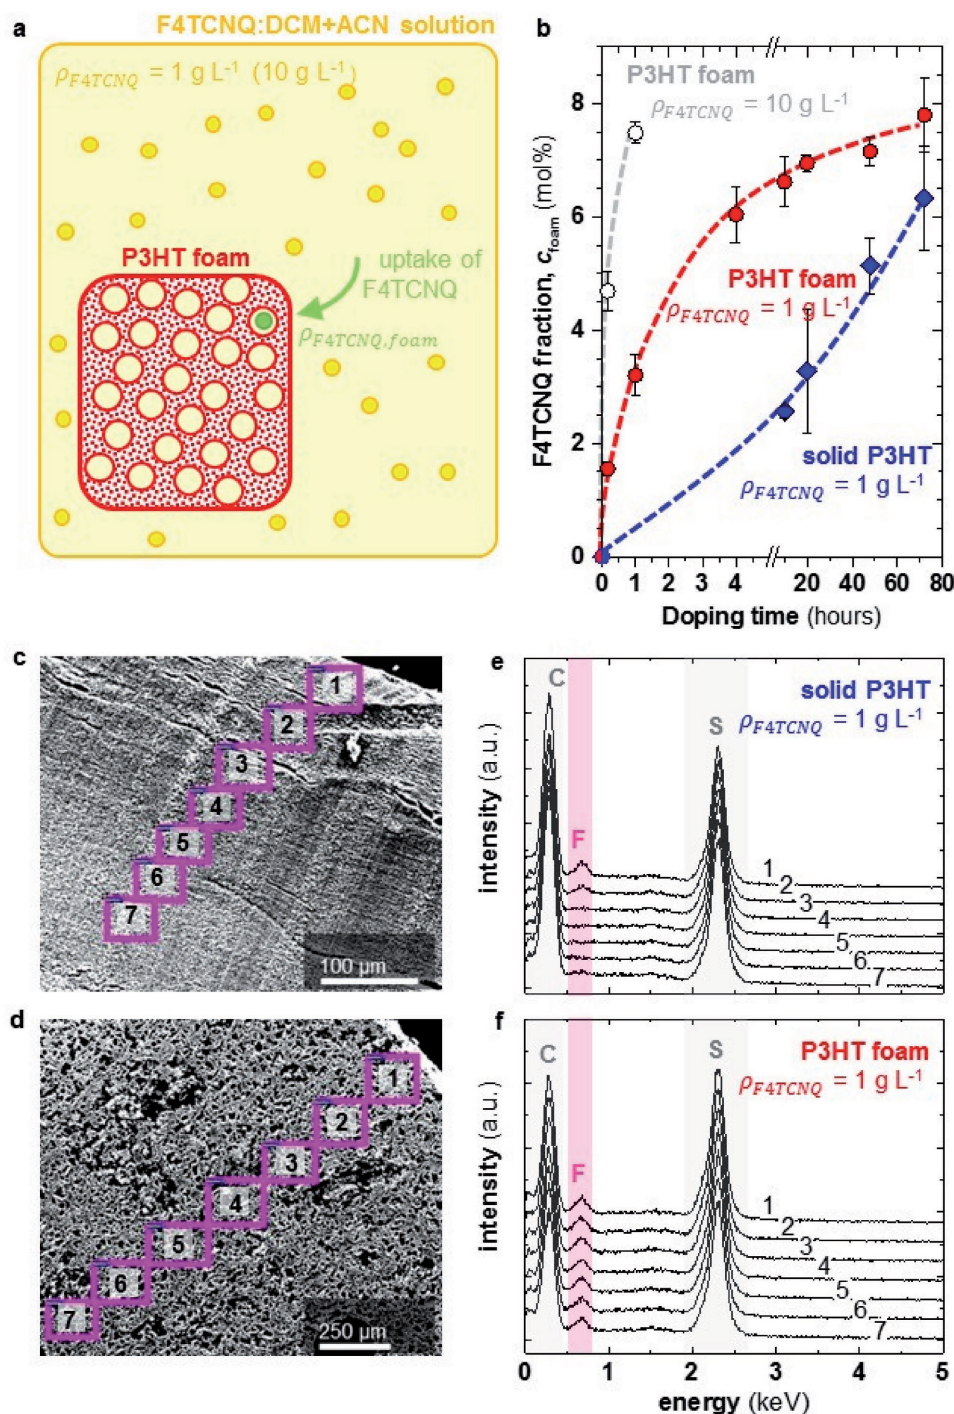 a
F4TCNQ:DCM+ACN solution
ρF4TCNQ = 1 g L-1 (10 g L-1)
P3HT foam
uptake of
F4TCNQ
ρF4TCNQ,foam
b
F4TCNQ fraction, cfoam (mol%)
8
6
4
2
0
P3HT foam
ρF4TCNQ = 10 g L-1
P3HT foam
ρF4TCNQ = 1 g L-1
solid P3HT
ρF4TCNQ = 1 g L-1
0 1 2 3 4 20 40 60 80
Doping time (hours)
c
1
2
3
4
5
6
7
100 µm
d
1
2
3
4
5
6
7
250 µm
e
intensity (a.u.)
C
F
S
solid P3HT
ρF4TCNQ = 1 g L-1
1
2
3
4
5
6
7
f
intensity (a.u.)
C
F
S
P3HT foam
ρF4TCNQ = 1 g L-1
1
2
3
4
5
6
7
0 1 2 3 4 5
energy (keV)